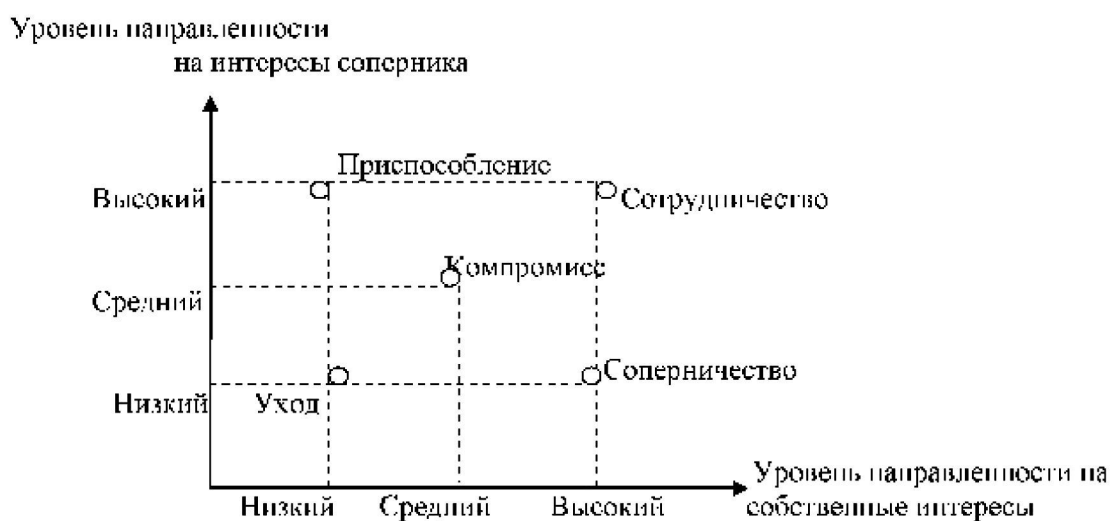 Уровень направленности
на интересы соперника
Приспособление
Высокий
Сотрудничество
Компромисс
Средний
Соперничество
Низкий
Уход
Уровень направленности на
собственные интересы
Низкий Средний Высокий